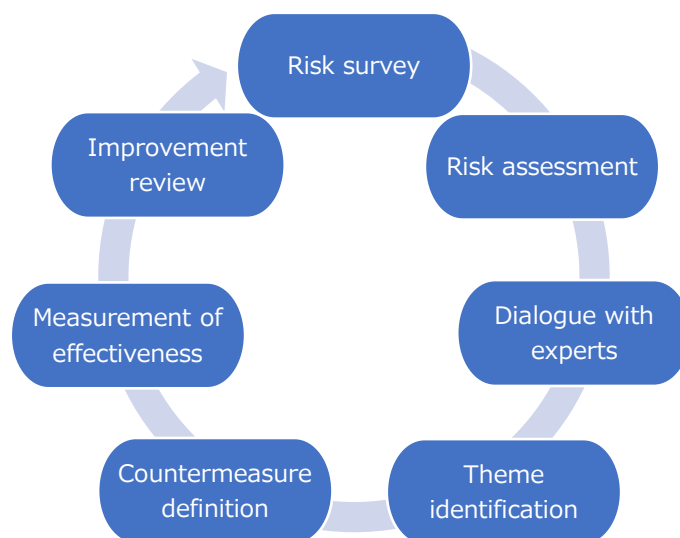 Risk survey
Risk assessment
Dialogue with
experts
Theme
identification
Countermeasure
definition
Measurement of
effectiveness
Improvement
review